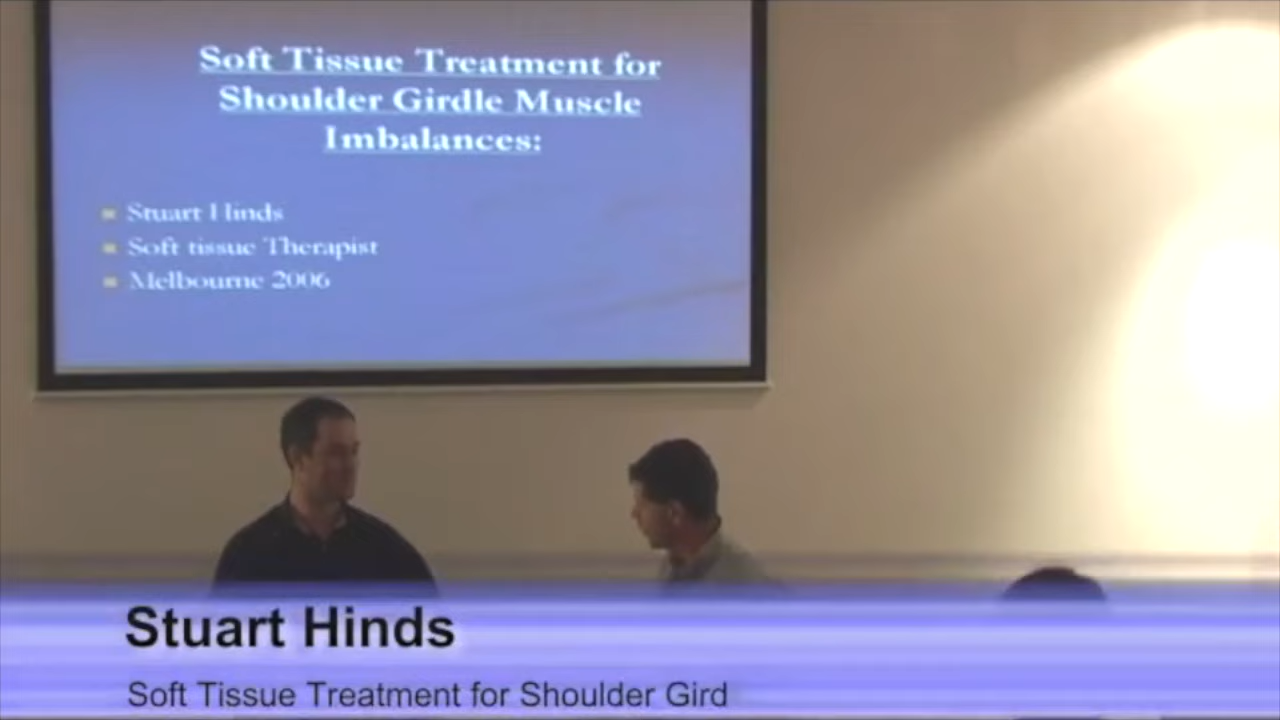 Soft Tissue Treatment for
Shoulder Girdle Muscle
Imbalances:
Stuart Hinds
Soft tissue Therapist
Melbourne 2006
Stuart Hinds
Soft Tissue Treatment for Shoulder Gird